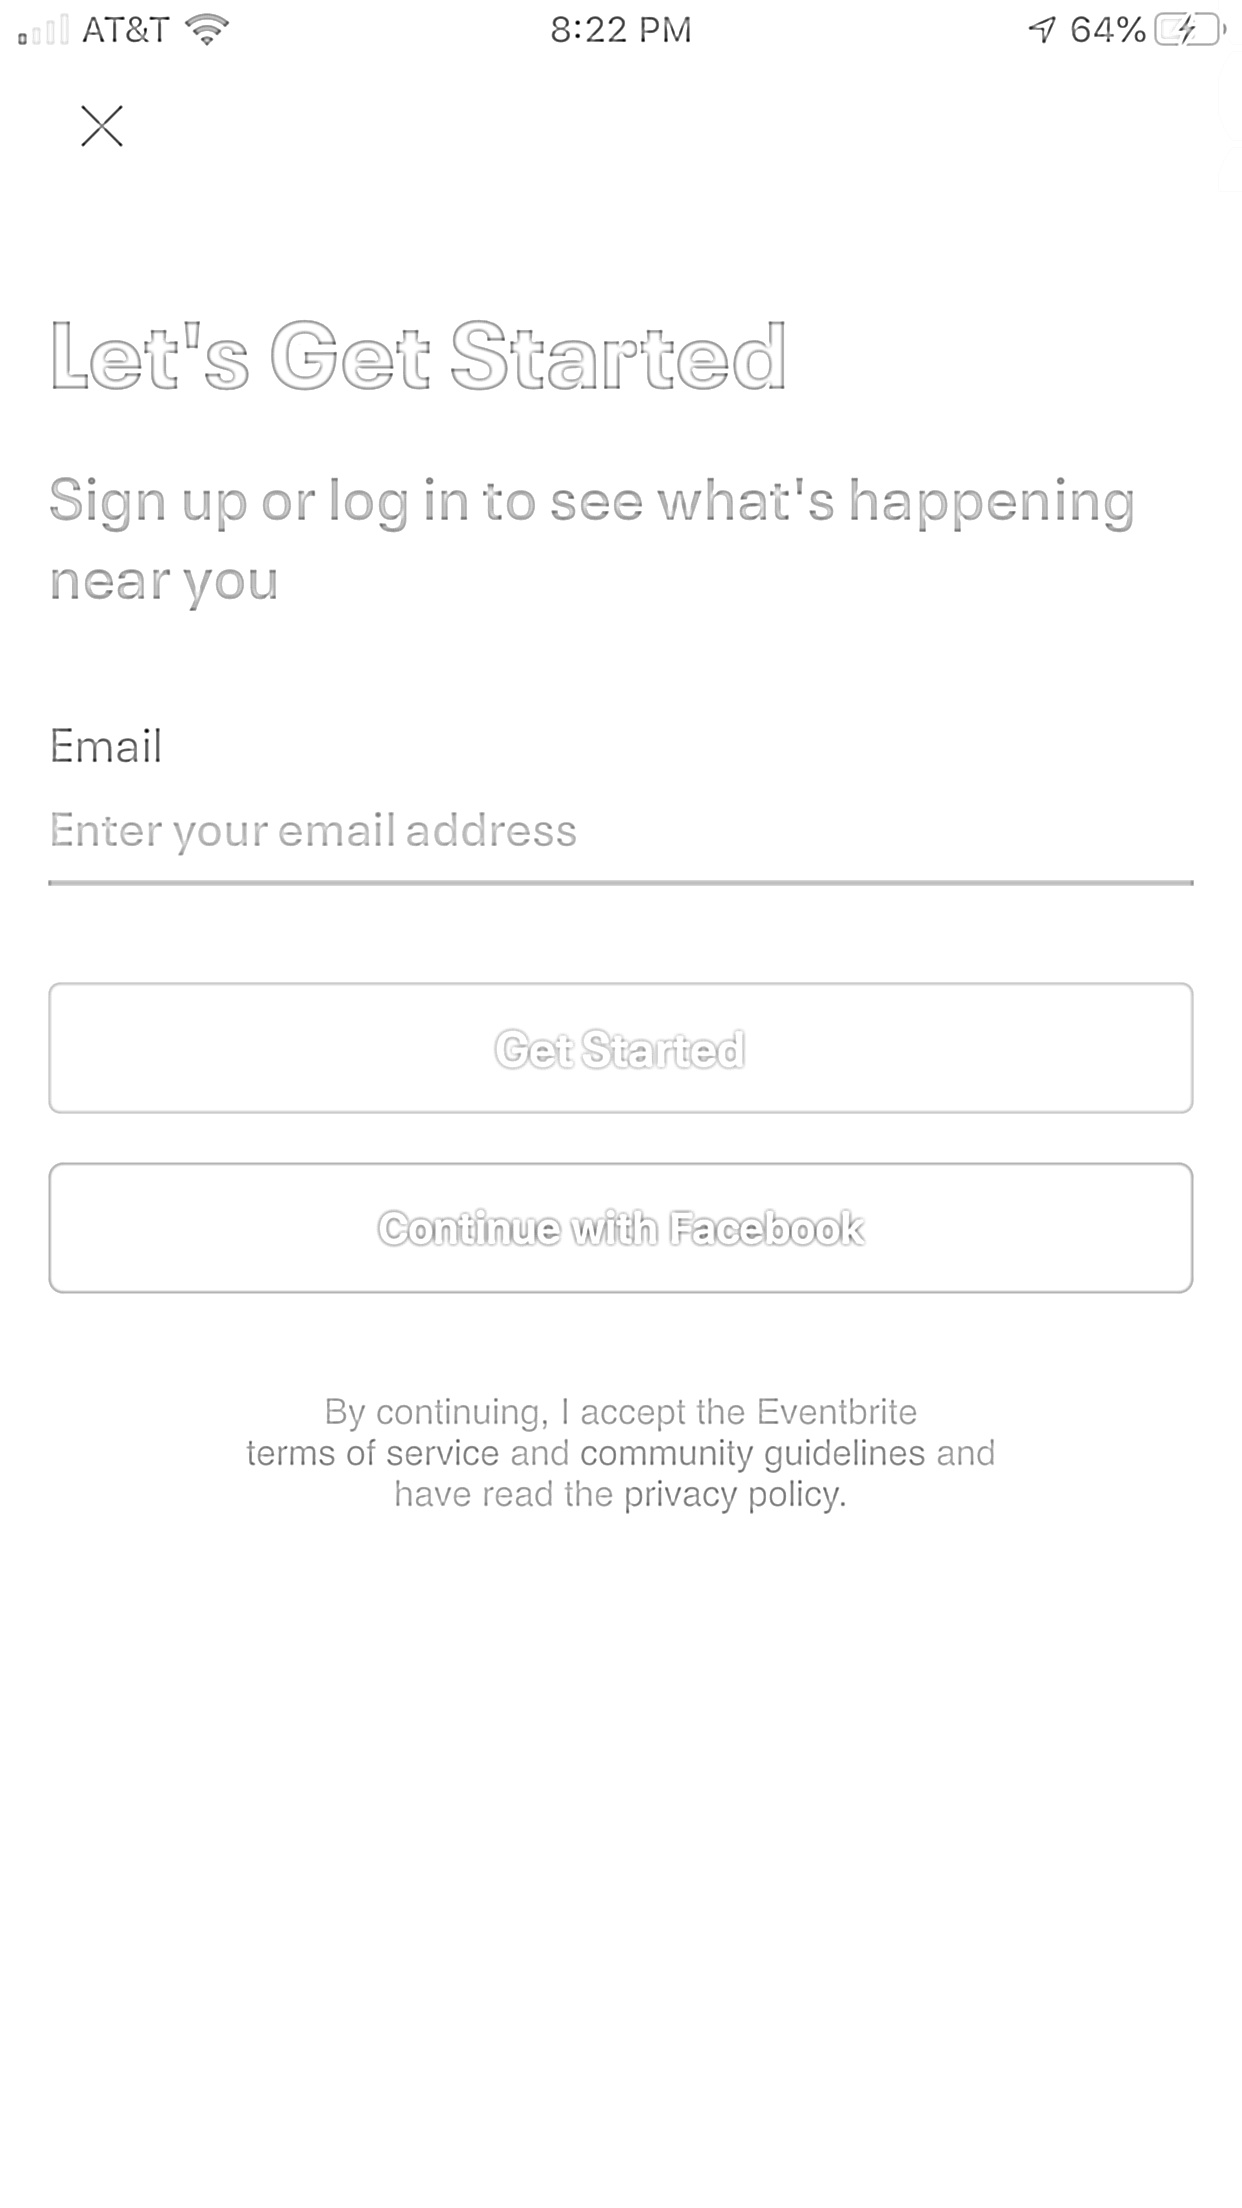 AT&T 8:22 PM 64%
Let's Get Started
Sign up or log in to see what's happening
near you
Email
Enter your email address
Get Started
Continue with Facebook
By continuing, I accept the Eventbrite
terms of service and community guidelines and
have read the privacy policy.